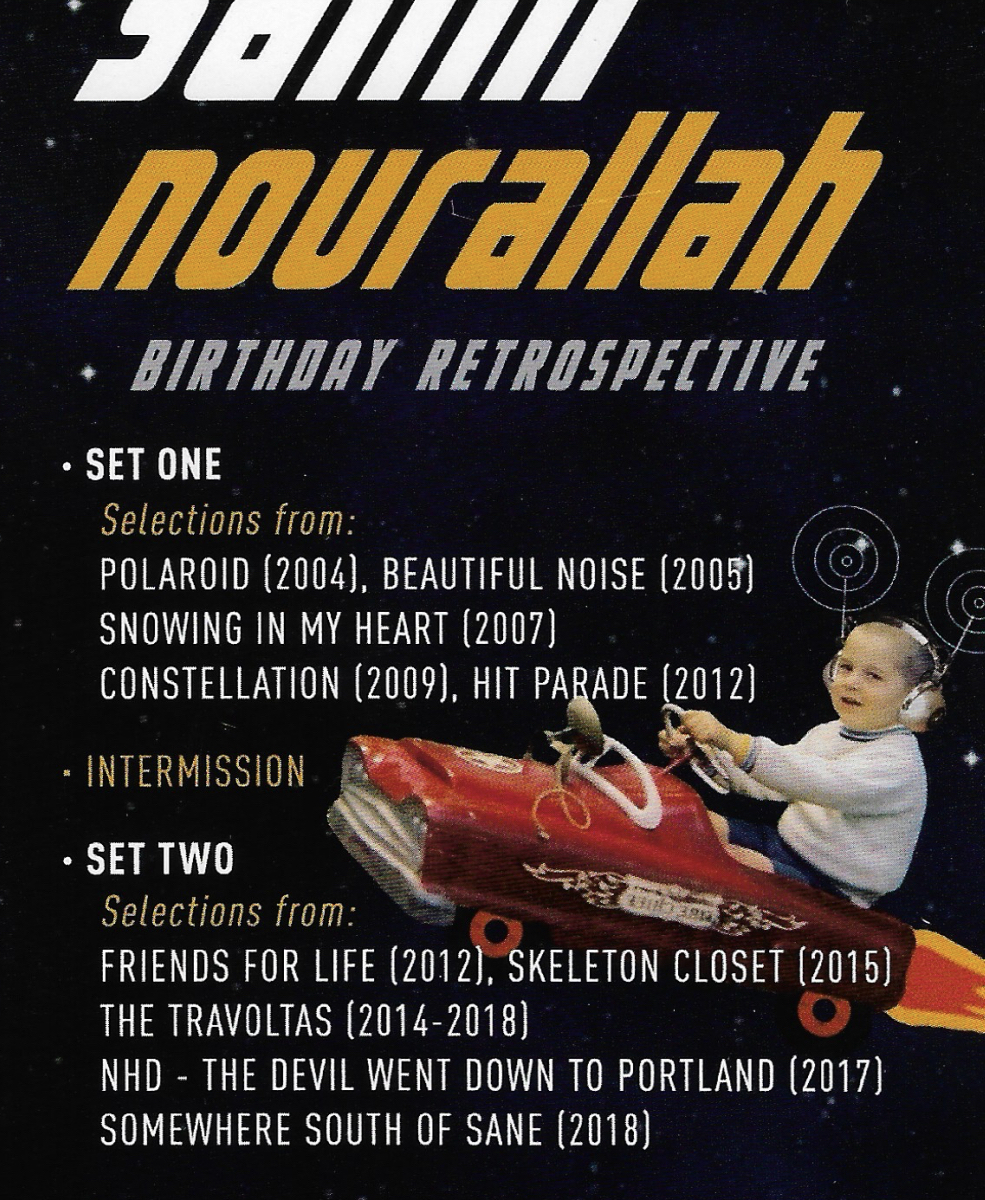 nourallah
BIRTHDAY RETROSPECTIVE
• SET ONE
Selections from:
POLAROID (2004), BEAUTIFUL NOISE (2005)
SNOWING IN MY HEART (2007)
CONSTELLATION (2009), HIT PARADE (2012)
• INTERMISSION
• SET TWO
Selections from:
FRIENDS FOR LIFE (2012), SKELETON CLOSET (2015)
THE TRAVOLTAS (2014-2018)
NHD - THE DEVIL WENT DOWN TO PORTLAND (2017)
SOMEWHERE SOUTH OF SANE (2018)